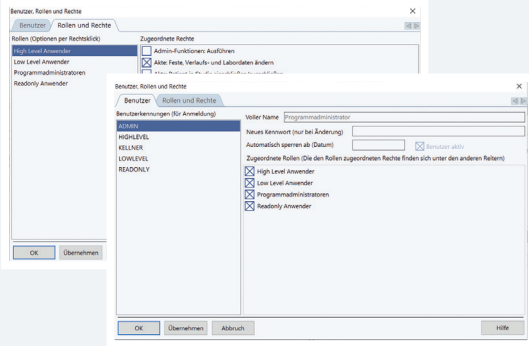 Benutzer, Rollen und Rechte
Benutzer Rollen und Rechte
Rollen (Optionen per Rechtsklick)
High Level Anwender
Low Level Anwender
Programmadministratoren
Readonly Anwender
Zugeordnete Rechte
Admin-Funktionen: Ausführen
Akte: Feste, Verlaufs- und Labordaten ändern
OK Übernehmen
Benutzer, Rollen und Rechte
Benutzer Rollen und Rechte
Benutzerkennungen (für Anmeldung)
ADMIN
HIGHLEVEL
KELLNER
LOWLEVEL
READONLY
Voller Name Programmadministrator
Neues Kennwort (nur bei Änderung)
Automatisch sperren ab (Datum) Benutzer aktiv
Zugeordnete Rollen (Die den Rollen zugeordneten Rechte finden sich unter den anderen Reitern)
High Level Anwender
Low Level Anwender
Programmadministratoren
Readonly Anwender
OK Übernehmen Abbruch Hilfe